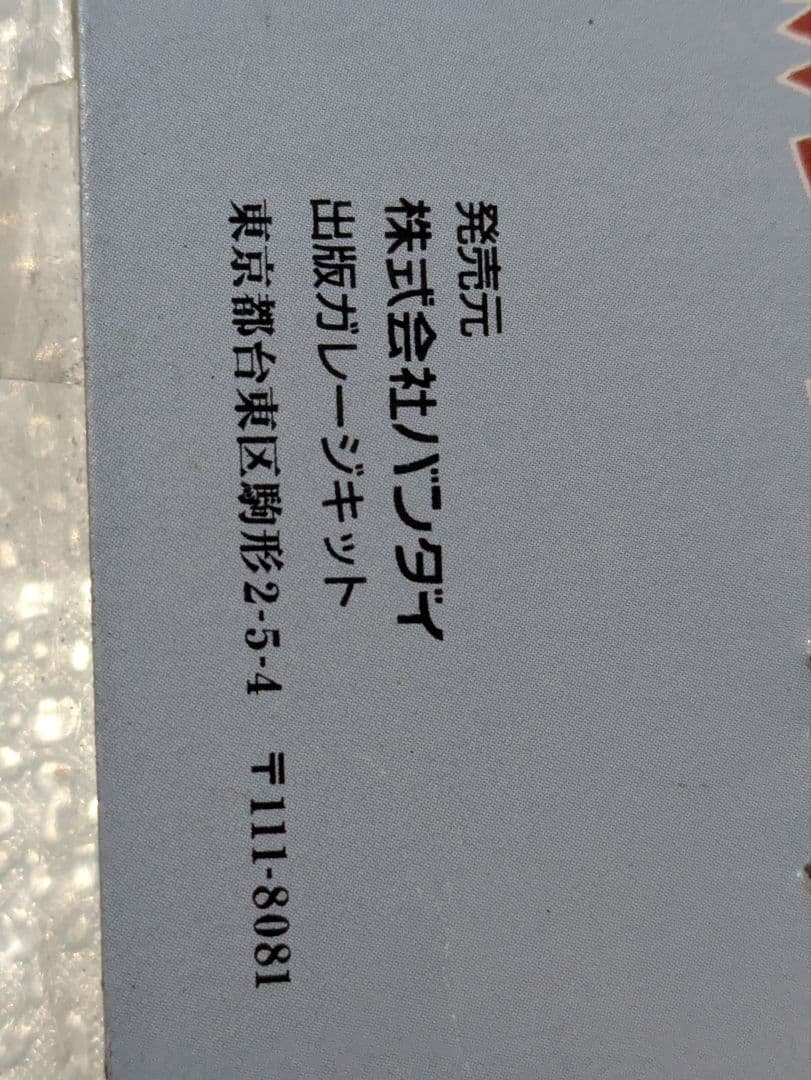 発売元
株式会社バンダイ
出版ガレージキット
東京都台東区駒形2-5-4 〒111-8081